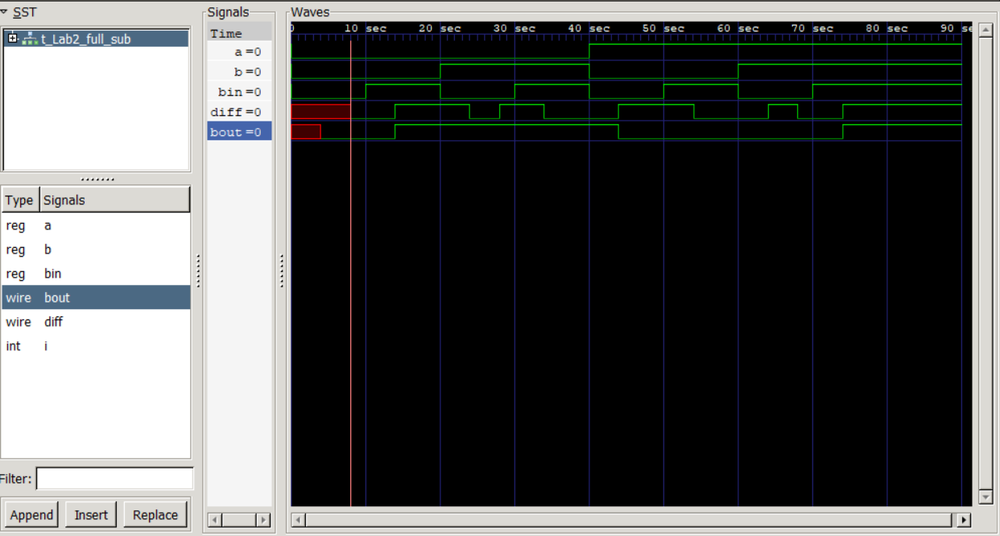 SST
t_Lab2_full_sub
Type Signals
reg a
reg b
reg bin
wire bout
wire diff
int i
Filter:
Append Insert Replace
Signals
Time
a =0
b =0
bin =0
diff =0
bout =0
Waves
0 10 sec 20 sec 30 sec 40 sec 50 sec 60 sec 70 sec 80 sec 90 se